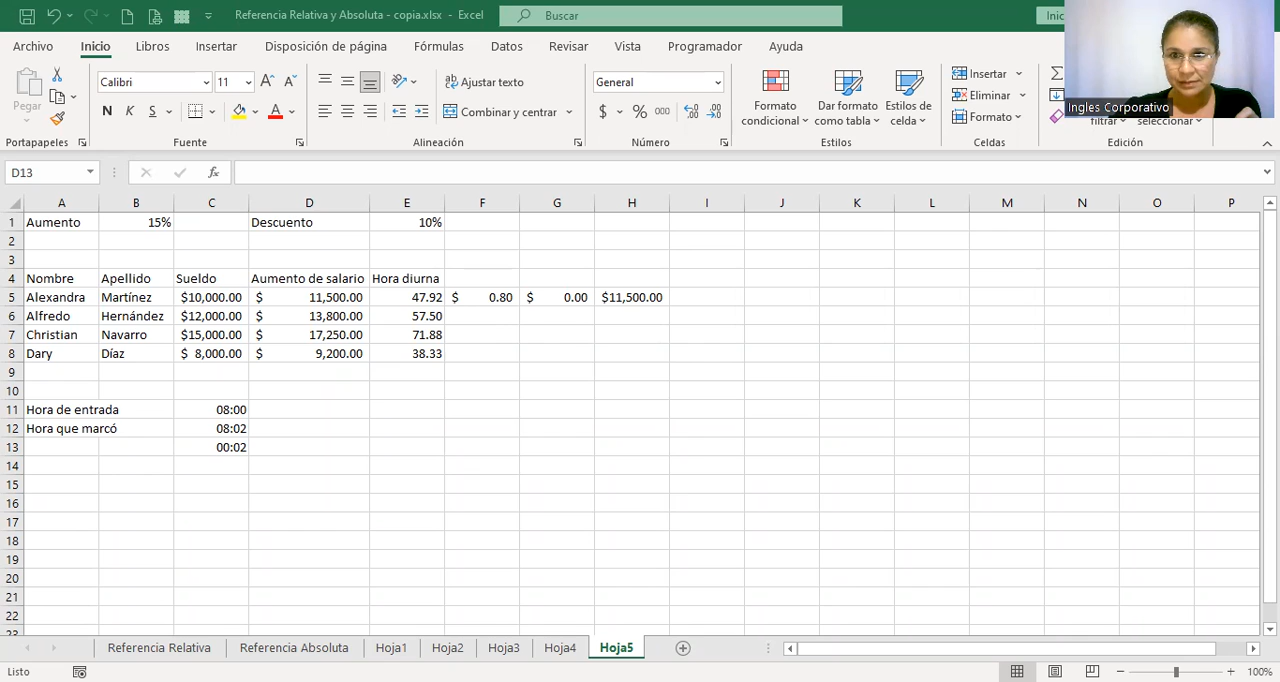 Referencia Relativa y Absoluta - copia.xlsx - Excel
Buscar
Inic
Ingles Corporativo
Archivo Inicio Libros Insertar Disposición de página Fórmulas Datos Revisar Vista Programador Ayuda
Pegar
Calibri 11
N K S
Ajustar texto
Combinar y centrar
General
$ % 000
Formato condicional
Dar formato como tabla
Estilos de celda
Insertar
Eliminar
Formato
filtrar
seleccionar
Portapapeles Fuente Alineación Número Estilos Celdas Edición
D13 fx
A B C D E F G H I J K L M N O P
1 Aumento 15% Descuento 10%
2
3
4 Nombre Apellido Sueldo Aumento de salario Hora diurna
5 Alexandra Martínez $10,000.00 $ 11,500.00 47.92 $ 0.80 $ 0.00 $11,500.00
6 Alfredo Hernández $12,000.00 $ 13,800.00 57.50
7 Christian Navarro $15,000.00 $ 17,250.00 71.88
8 Dary Díaz $ 8,000.00 $ 9,200.00 38.33
9
10
11 Hora de entrada 08:00
12 Hora que marcó 08:02
13 00:02
14
15
16
17
18
19
20
21
22
23
Referencia Relativa Referencia Absoluta Hoja1 Hoja2 Hoja3 Hoja4 Hoja5
Listo 100%